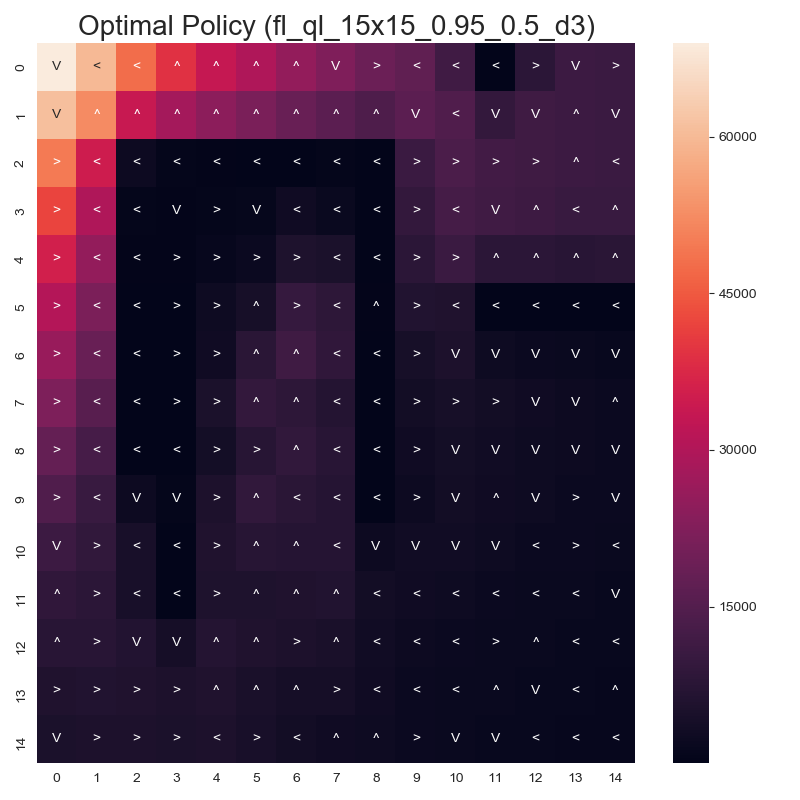 Optimal Policy (fl_ql_15x15_0.95_0.5_d3)
0 V < < ^ ^ ^ ^ V > < < < > V >
1 V ^ ^ ^ ^ ^ ^ ^ ^ V < V V ^ V
2 > < < < < < < < < > > > > ^ <
3 > < < V > V < < < > < V ^ < ^
4 > < < > > > > < < > > ^ ^ ^ ^
5 > < < > > ^ > < ^ > < < < < <
6 > < < > > ^ ^ < < > V V V V V
7 > < < > > ^ ^ < < > > > V V ^
8 > < < < > > ^ < < > V V V V V
9 > < V V > ^ < < < > V ^ V > V
10 V > < < > ^ ^ < V V V V < > <
11 ^ > < < > ^ ^ ^ < < < < < < V
12 ^ > V V ^ ^ > ^ < < < > ^ < <
13 > > > > ^ ^ ^ > < < < ^ V < ^
14 V > > > < > < ^ ^ > V V < < <
0 1 2 3 4 5 6 7 8 9 10 11 12 13 14
60000
45000
30000
15000